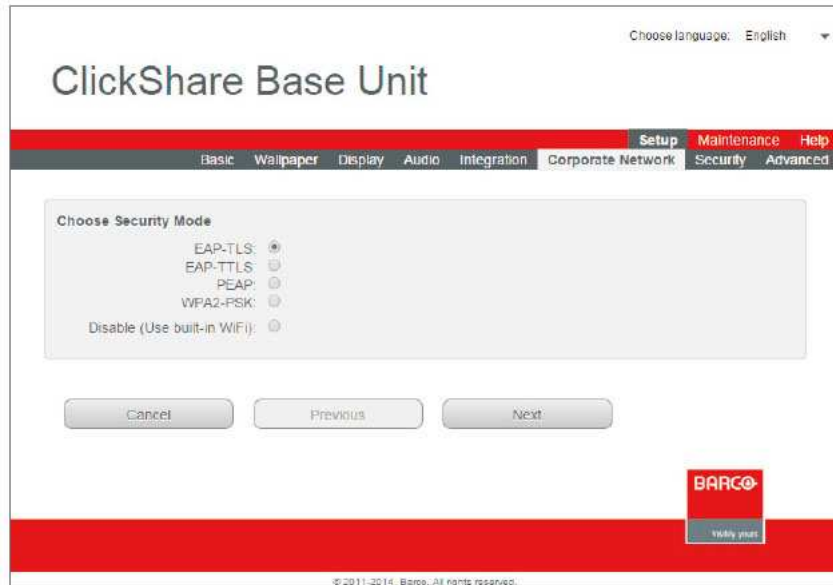 Choose language: English
ClickShare Base Unit
Setup Maintenance Help
Basic Wallpaper Display Audio Integration Corporate Network Security Advanced
Choose Security Mode
EAP-TLS:
EAP-TTLS:
PEAP:
WPA2-PSK:
Disable (Use built-in WiFi):
Cancel Previous Next
BARCO
Visibly yours
© 2011-2014, Barco. All rights reserved.